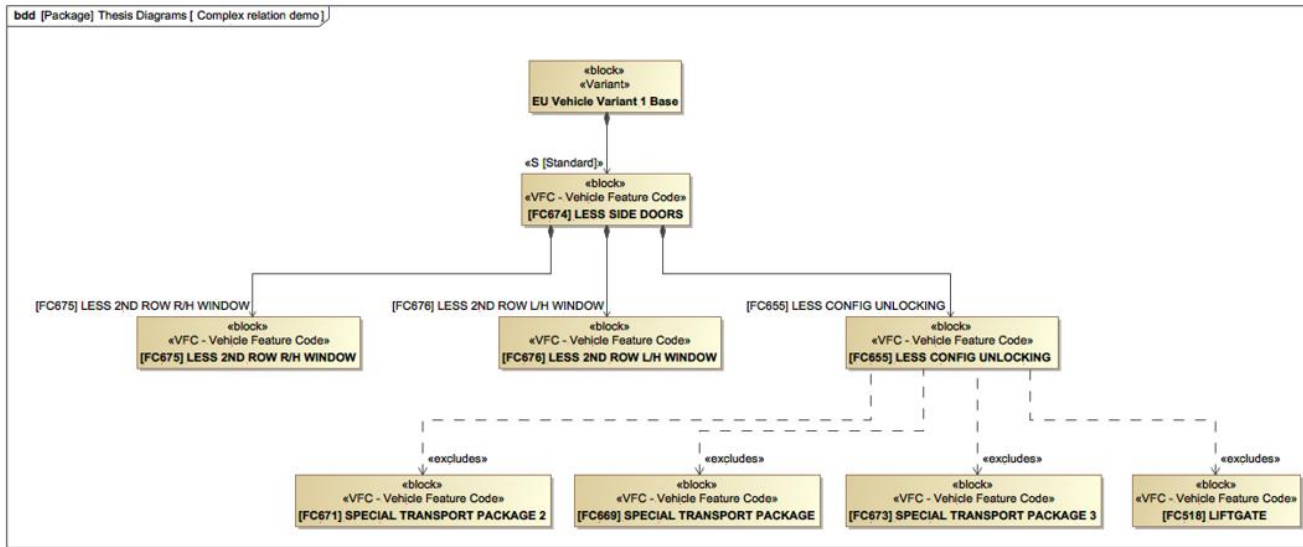 bdd [Package] Thesis Diagrams [ Complex relation demo ]
«block»
«Variant»
EU Vehicle Variant 1 Base
«S [Standard]»
«block»
«VFC - Vehicle Feature Code»
[FC674] LESS SIDE DOORS
[FC675] LESS 2ND ROW R/H WINDOW
«block»
«VFC - Vehicle Feature Code»
[FC675] LESS 2ND ROW R/H WINDOW
[FC676] LESS 2ND ROW L/H WINDOW
«block»
«VFC - Vehicle Feature Code»
[FC676] LESS 2ND ROW L/H WINDOW
[FC655] LESS CONFIG UNLOCKING
«block»
«VFC - Vehicle Feature Code»
[FC655] LESS CONFIG UNLOCKING
«excludes»
«block»
«VFC - Vehicle Feature Code»
[FC671] SPECIAL TRANSPORT PACKAGE 2
«excludes»
«block»
«VFC - Vehicle Feature Code»
[FC669] SPECIAL TRANSPORT PACKAGE
«excludes»
«block»
«VFC - Vehicle Feature Code»
[FC673] SPECIAL TRANSPORT PACKAGE 3
«excludes»
«block»
«VFC - Vehicle Feature Code»
[FC518] LIFTGATE